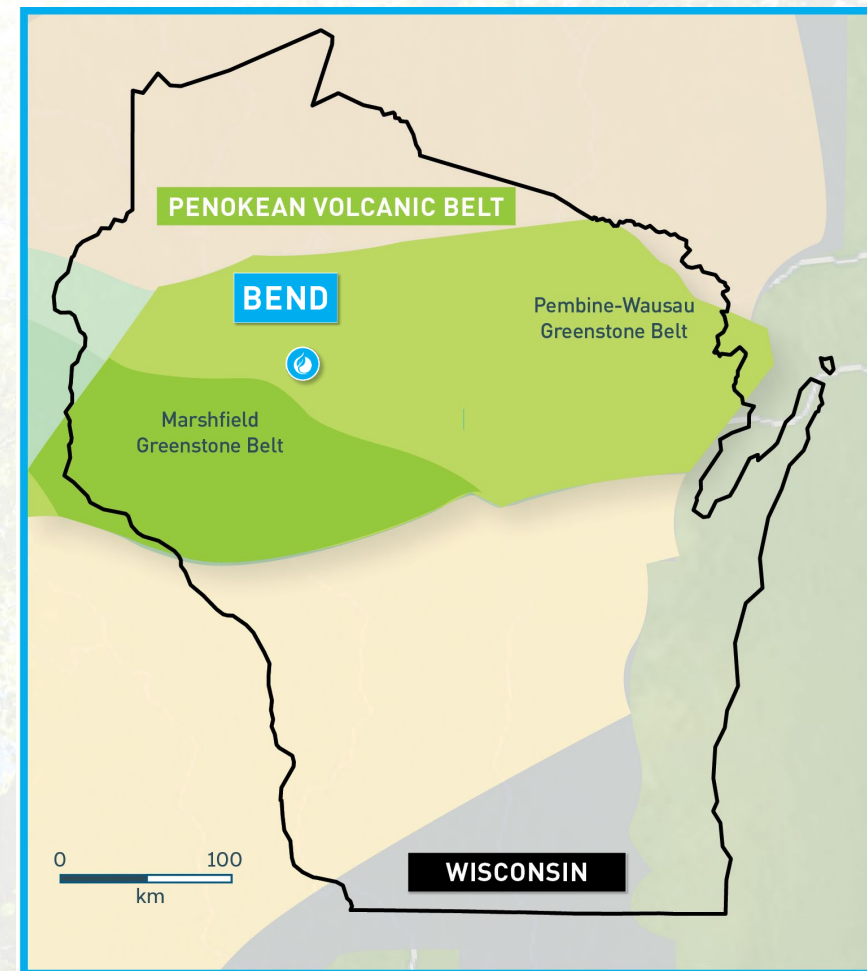 PENOKEAN VOLCANIC BELT
BEND
Pembine-Wausau
Greenstone Belt
Marshfield
Greenstone Belt
0 100
km
WISCONSIN